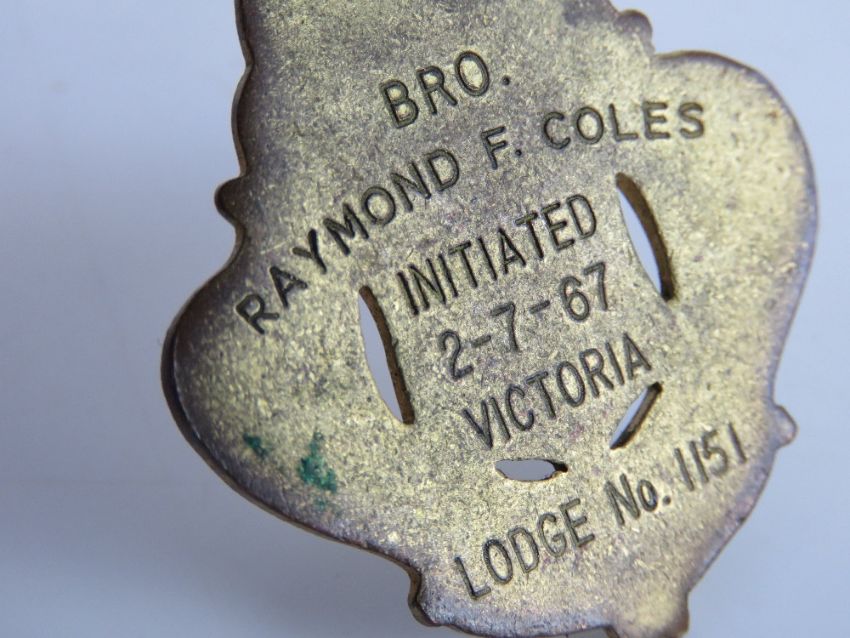 BRO.
RAYMOND F. COLES
INITIATED
2-7-67
VICTORIA
LODGE No. 1151